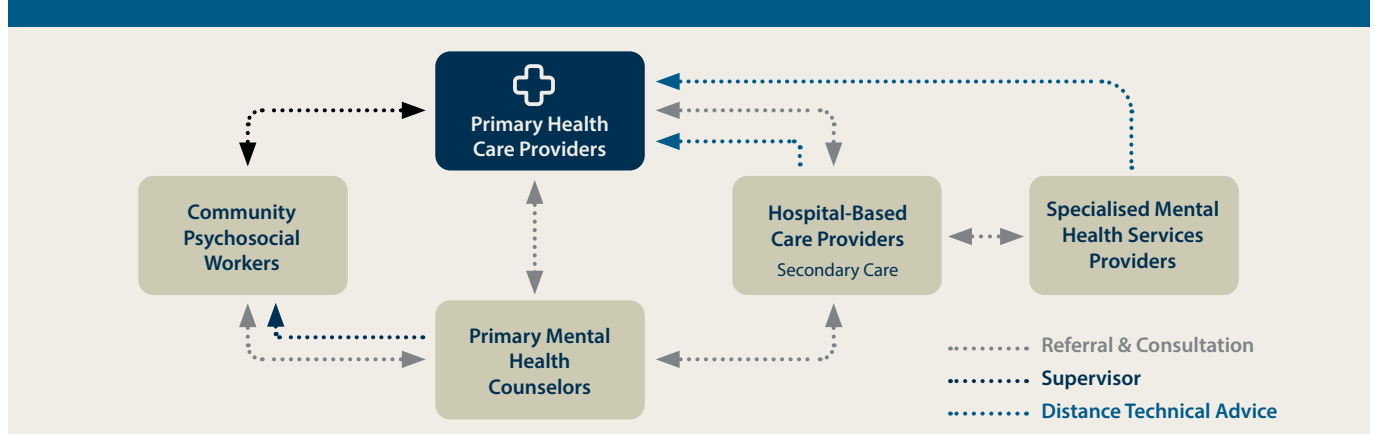 Primary Health
Care Providers
Community
Psychosocial
Workers
Hospital-Based
Care Providers
Secondary Care
Specialised Mental
Health Services
Providers
Primary Mental
Health
Counselors
Referral & Consultation
Supervisor
Distance Technical Advice